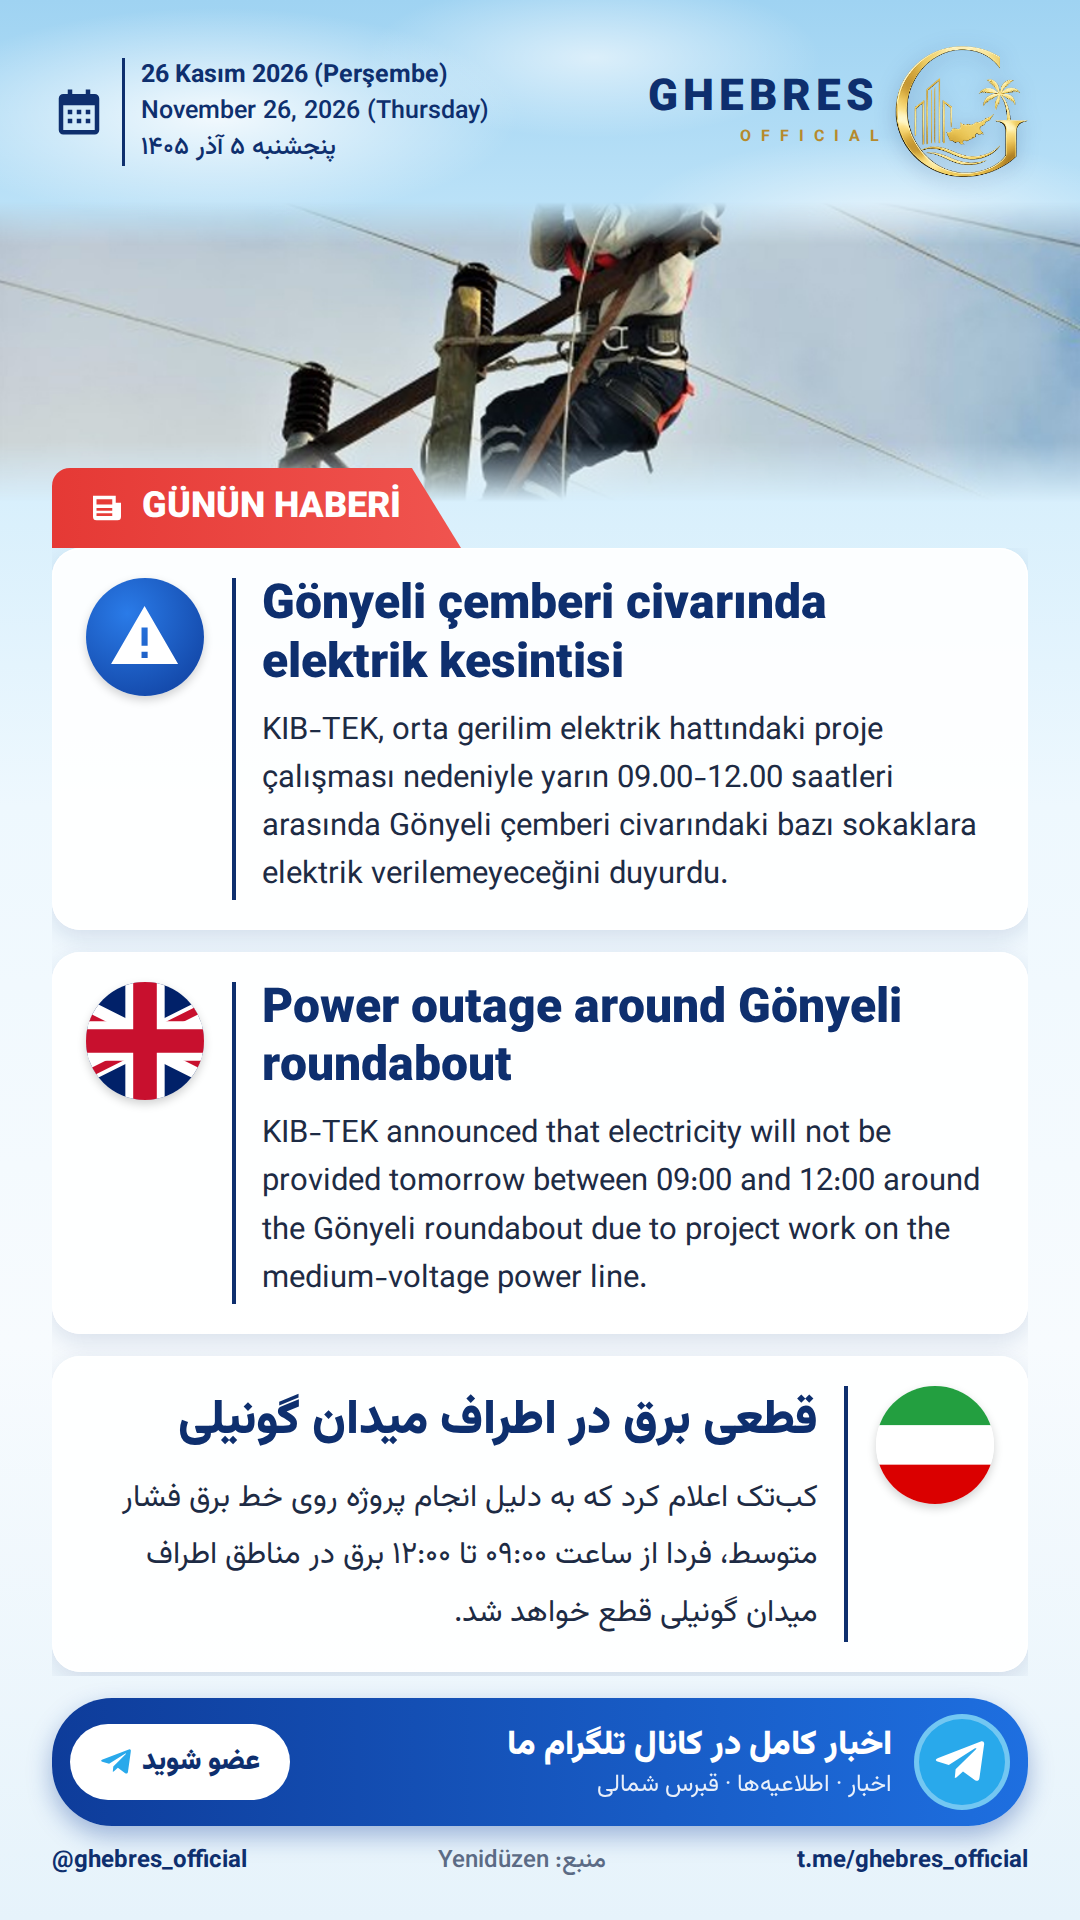 26 Kasım 2026 (Perşembe)
November 26, 2026 (Thursday)
پنجشنبه ۵ آذر ۱۴۰۵
GHEBRES
OFFICIAL
GÜNÜN HABERİ
Gönyeli çemberi civarında
elektrik kesintisi
KIB-TEK, orta gerilim elektrik hattındaki proje
çalışması nedeniyle yarın 09.00-12.00 saatleri
arasında Gönyeli çemberi civarındaki bazı sokaklara
elektrik verilemeyeceğini duyurdu.
Power outage around Gönyeli
roundabout
KIB-TEK announced that electricity will not be
provided tomorrow between 09:00 and 12:00 around
the Gönyeli roundabout due to project work on the
medium-voltage power line.
قطعی برق در اطراف میدان گونیلی
کب‌تک اعلام کرد که به دلیل انجام پروژه روی خط برق فشار
متوسط، فردا از ساعت ۰۹:۰۰ تا ۱۲:۰۰ برق در مناطق اطراف
میدان گونیلی قطع خواهد شد.
اخبار کامل در کانال تلگرام ما
اخبار · اطلاعیه‌ها · قبرس شمالی
عضو شوید
@ghebres_official
منبع: Yenidüzen
t.me/ghebres_official